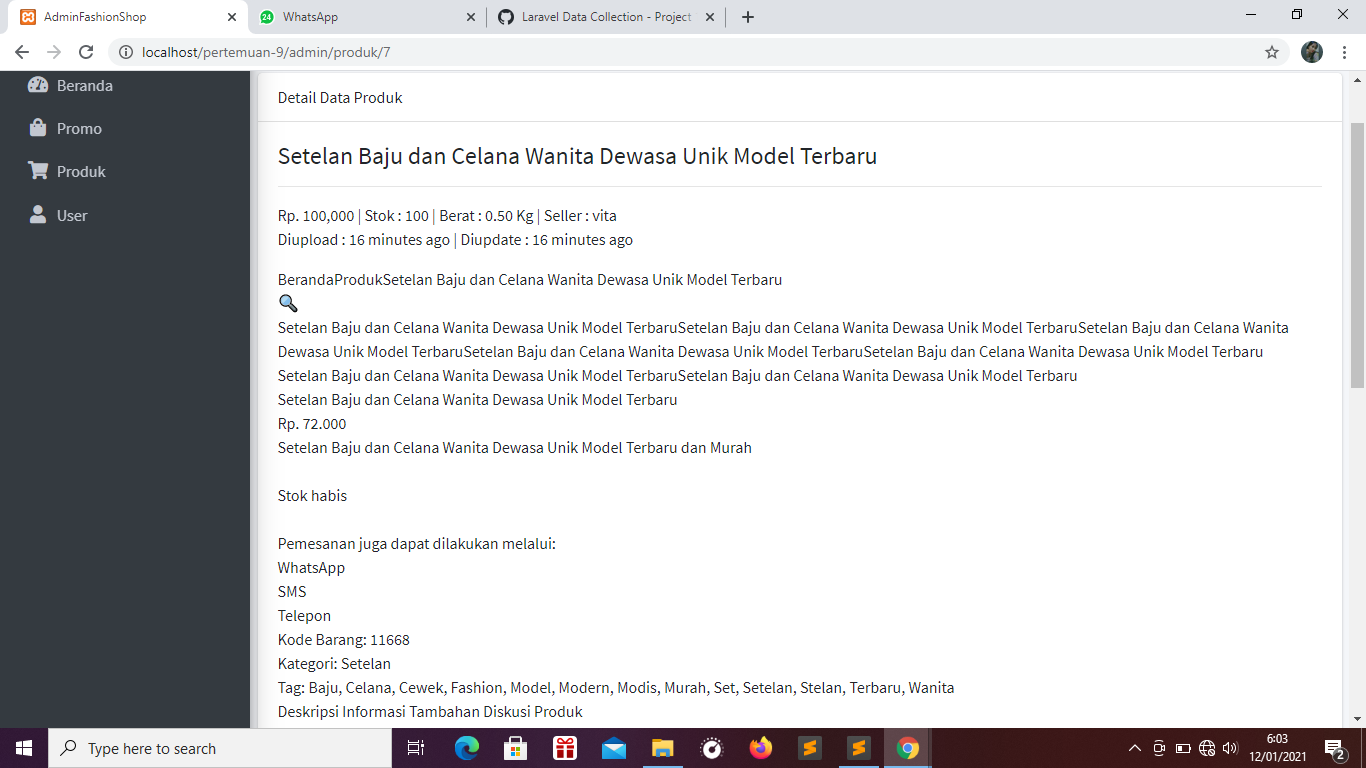 AdminFashionShop
24
WhatsApp
Laravel Data Collection - Project
localhost/pertemuan-9/admin/produk/7
Beranda
Promo
Produk
User
Detail Data Produk
Setelan Baju dan Celana Wanita Dewasa Unik Model Terbaru
Rp. 100,000 | Stok : 100 | Berat : 0.50 Kg | Seller : vita
Diupload : 16 minutes ago | Diupdate : 16 minutes ago
BerandaProdukSetelan Baju dan Celana Wanita Dewasa Unik Model Terbaru
Setelan Baju dan Celana Wanita Dewasa Unik Model TerbaruSetelan Baju dan Celana Wanita Dewasa Unik Model TerbaruSetelan Baju dan Celana Wanita
Dewasa Unik Model TerbaruSetelan Baju dan Celana Wanita Dewasa Unik Model TerbaruSetelan Baju dan Celana Wanita Dewasa Unik Model Terbaru
Setelan Baju dan Celana Wanita Dewasa Unik Model TerbaruSetelan Baju dan Celana Wanita Dewasa Unik Model Terbaru
Setelan Baju dan Celana Wanita Dewasa Unik Model Terbaru
Rp. 72.000
Setelan Baju dan Celana Wanita Dewasa Unik Model Terbaru dan Murah
Stok habis
Pemesanan juga dapat dilakukan melalui:
WhatsApp
SMS
Telepon
Kode Barang: 11668
Kategori: Setelan
Tag: Baju, Celana, Cewek, Fashion, Model, Modern, Modis, Murah, Set, Setelan, Stelan, Terbaru, Wanita
Deskripsi Informasi Tambahan Diskusi Produk
Type here to search
6:03
12/01/2021
2